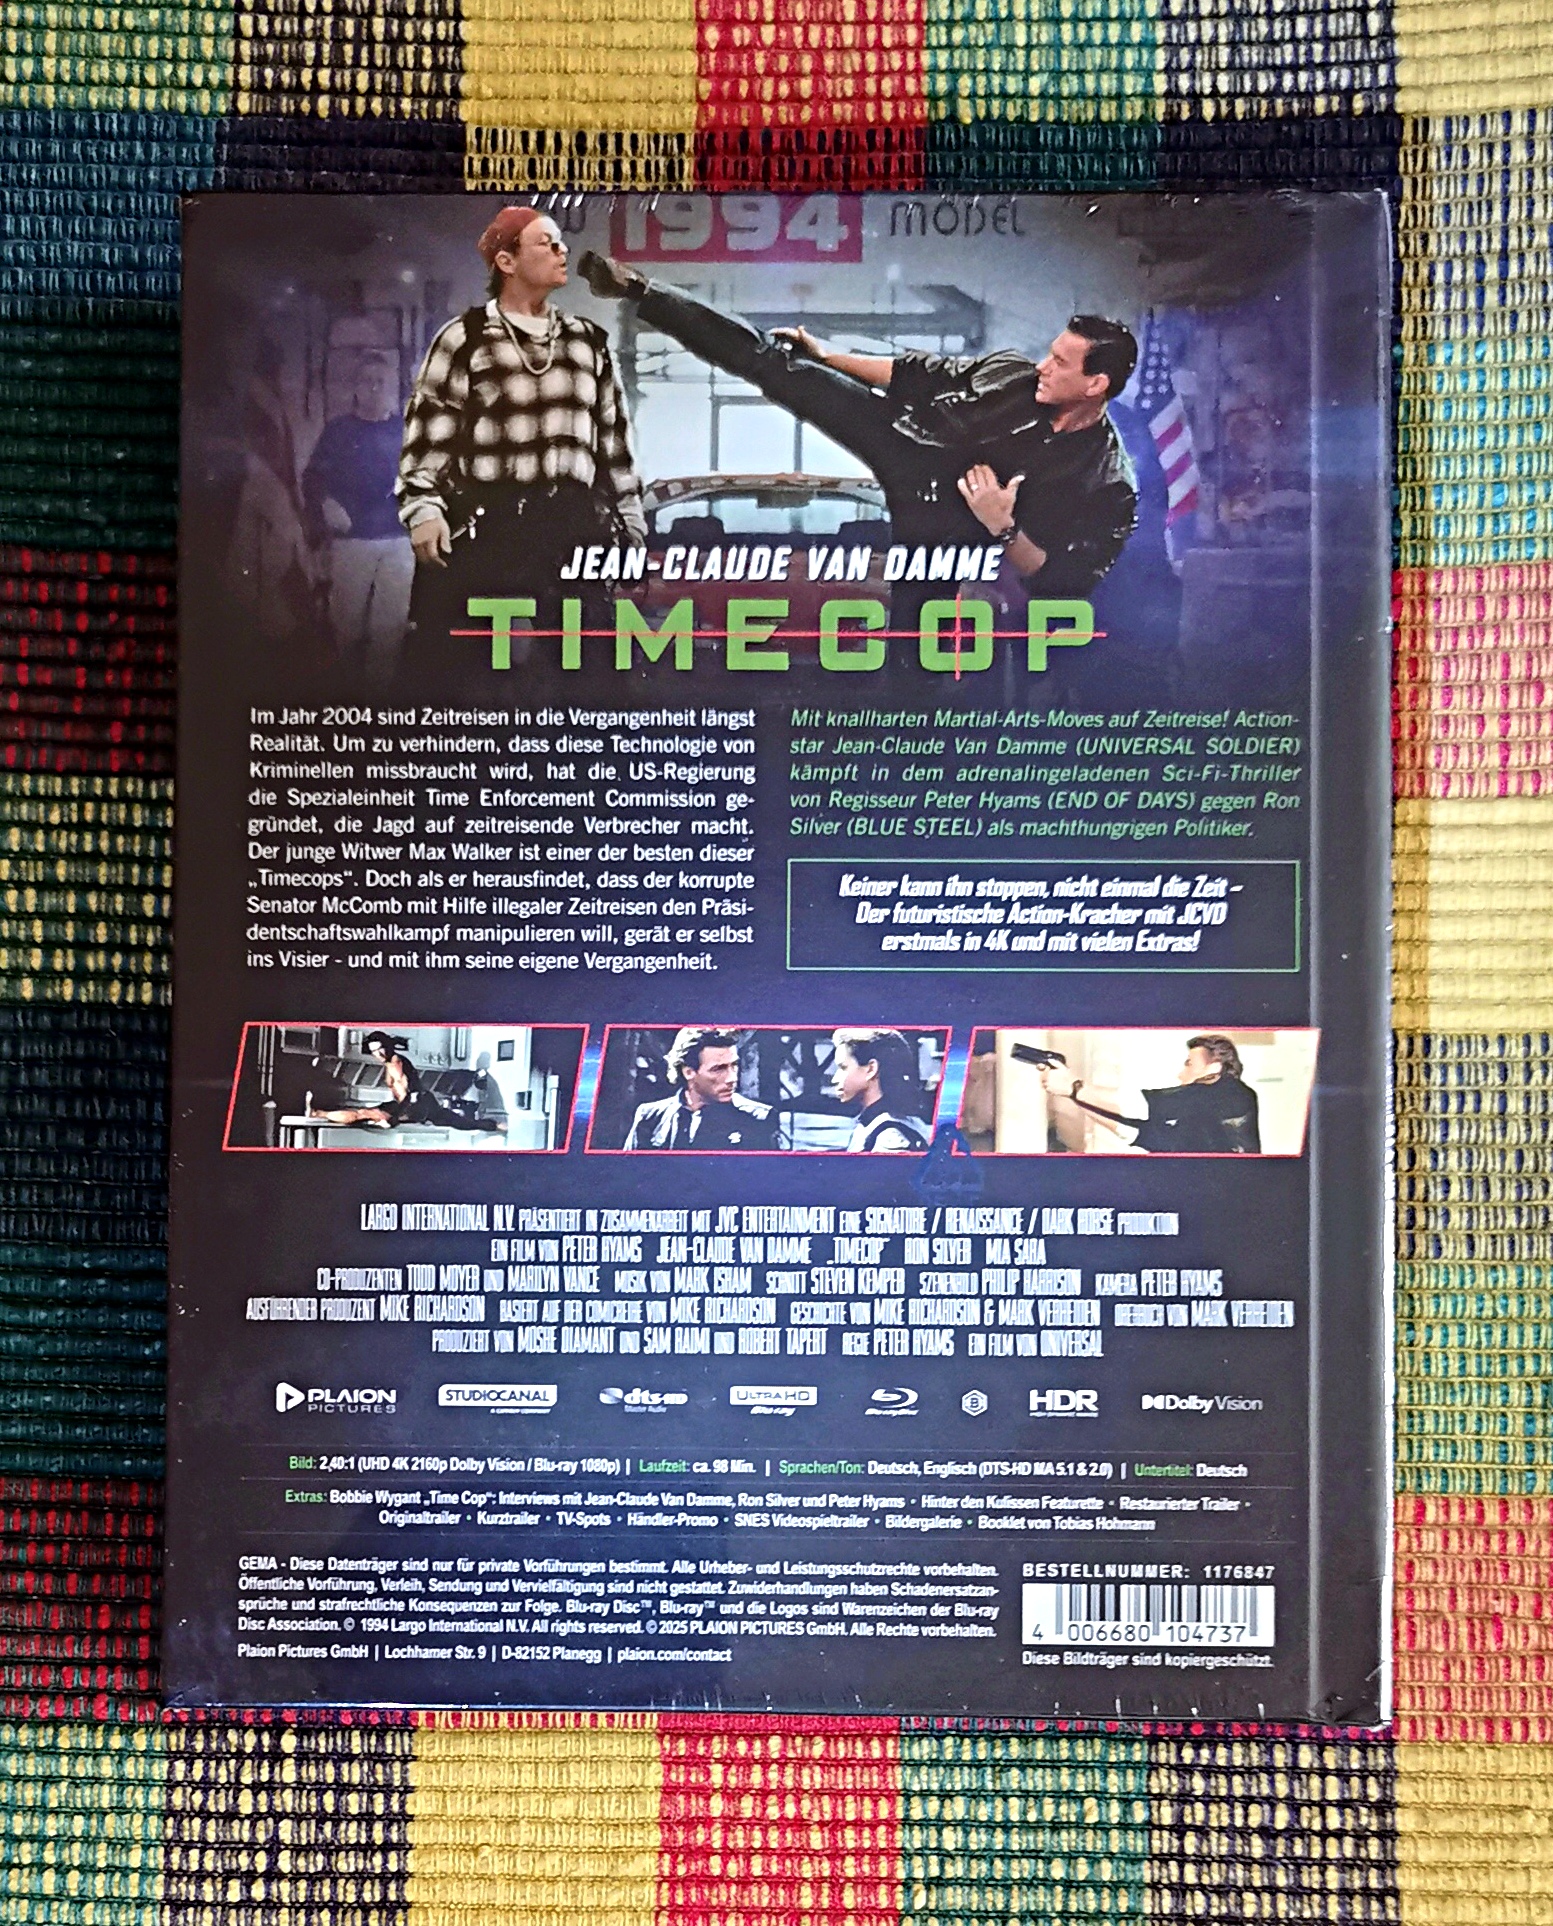 1994 MODEL
JEAN-CLAUDE VAN DAMME
TIMECOP
Im Jahr 2004 sind Zeitreisen in die Vergangenheit längst
Realität. Um zu verhindern, dass diese Technologie von
Kriminellen missbraucht wird, hat die US-Regierung
die Spezialeinheit Time Enforcement Commission ge-
gründet, die Jagd auf zeitreisende Verbrecher macht.
Der junge Witwer Max Walker ist einer der besten dieser
„Timecops“. Doch als er herausfindet, dass der korrupte
Senator McComb mit Hilfe illegaler Zeitreisen den Präsi-
dentschaftswahlkampf manipulieren will, gerät er selbst
ins Visier - und mit ihm seine eigene Vergangenheit.
Mit knallharten Martial-Arts-Moves auf Zeitreise! Action-
star Jean-Claude Van Damme (UNIVERSAL SOLDIER)
kämpft in dem adrenalingeladenen Sci-Fi-Thriller
von Regisseur Peter Hyams (END OF DAYS) gegen Ron
Silver (BLUE STEEL) als machthungrigen Politiker.
Keiner kann ihn stoppen, nicht einmal die Zeit –
Der futuristische Action-Kracher mit JCVD
erstmals in 4K und mit vielen Extras!
LARGO INTERNATIONAL N.V. PRÄSENTIERT IN ZUSAMMENARBEIT MIT JVC ENTERTAINMENT EINE SIGNATURE / RENAISSANCE / DARK HORSE PRODUKTION
EIN FILM VON PETER HYAMS JEAN-CLAUDE VAN DAMME „TIMECOP“ RON SILVER MIA SARA
CO-PRODUZENTEN TODD MOYER UND MARILYN VANCE MUSIK VON MARK ISHAM SCHNITT STEVEN KEMPER SZENENBILD PHILIP HARRISON KAMERA PETER HYAMS
AUSFÜHRENDER PRODUZENT MIKE RICHARDSON BASIERT AUF DER COMICREIHE VON MIKE RICHARDSON GESCHICHTE VON MIKE RICHARDSON & MARK VERHEIDEN DREHBUCH VON MARK VERHEIDEN
PRODUZIERT VON MOSHE DIAMANT UND SAM RAIMI UND ROBERT TAPERT REGIE PETER HYAMS EIN FILM VON UNIVERSAL
PLAION PICTURES STUDIOCANAL dts-HD Master Audio ULTRA HD Blu-ray Blu-ray Disc B HDR Dolby Vision
Bild: 2,40:1 (UHD 4K 2160p Dolby Vision / Blu-ray 1080p) | Laufzeit: ca. 98 Min. | Sprachen/Ton: Deutsch, Englisch (DTS-HD MA 5.1 & 2.0) | Untertitel: Deutsch
Extras: Bobbie Wygant „Time Cop“: Interviews mit Jean-Claude Van Damme, Ron Silver und Peter Hyams • Hinter den Kulissen Featurette • Restaurierter Trailer •
Originaltrailer • Kurztrailer • TV-Spots • Händler-Promo • SNES Videospieltrailer • Bildergalerie • Booklet von Tobias Hohmann
GEMA - Diese Datenträger sind nur für private Vorführungen bestimmt. Alle Urheber- und Leistungsschutzrechte vorbehalten.
Öffentliche Vorführung, Verleih, Sendung und Vervielfältigung sind nicht gestattet. Zuwiderhandlungen haben Schadenersatzan-
sprüche und strafrechtliche Konsequenzen zur Folge. Blu-ray Disc™, Blu-ray™ und die Logos sind Warenzeichen der Blu-ray
Disc Association. © 1994 Largo International N.V. All rights reserved. © 2025 PLAION PICTURES GmbH. Alle Rechte vorbehalten.
Plaion Pictures GmbH | Lochhamer Str. 9 | D-82152 Planegg | plaion.com/contact
BESTELLNUMMER: 1176847
4 006680 104737
Diese Bildträger sind kopiergeschützt.